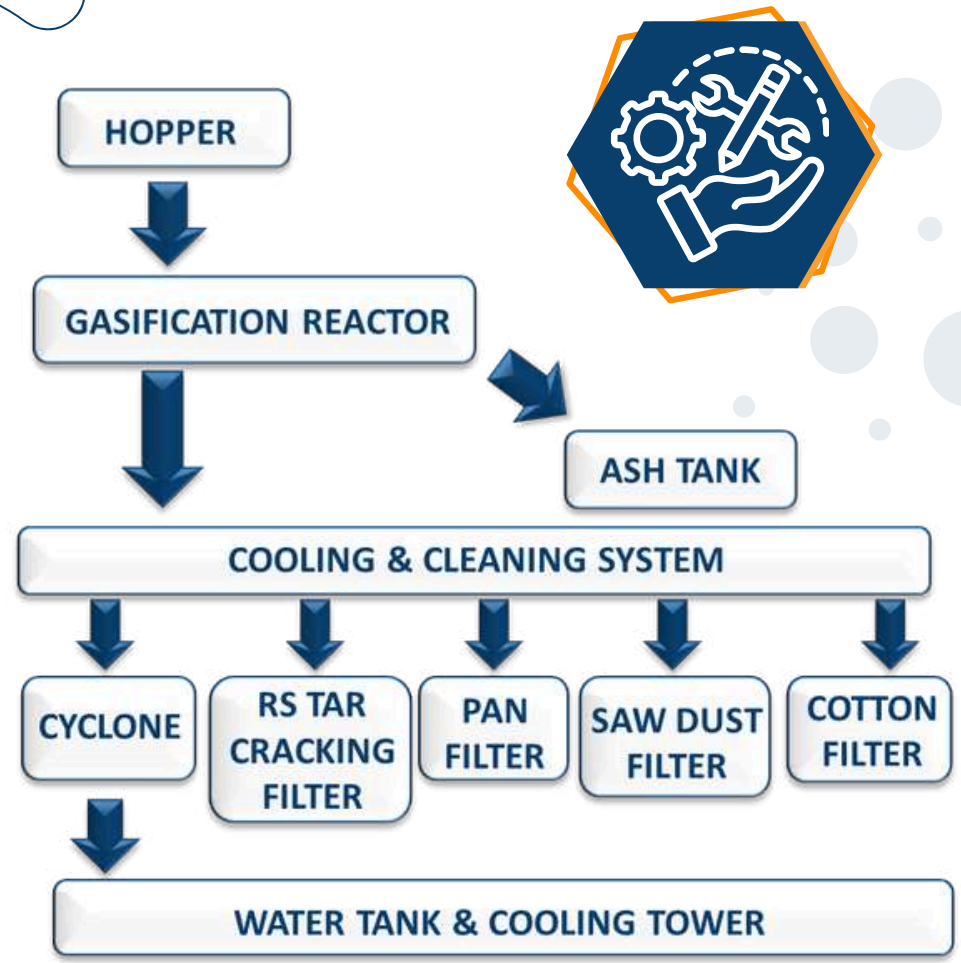 HOPPER
GASIFICATION REACTOR
ASH TANK
COOLING & CLEANING SYSTEM
CYCLONE
RS TAR
CRACKING
FILTER
PAN
FILTER
SAW DUST
FILTER
COTTON
FILTER
WATER TANK & COOLING TOWER